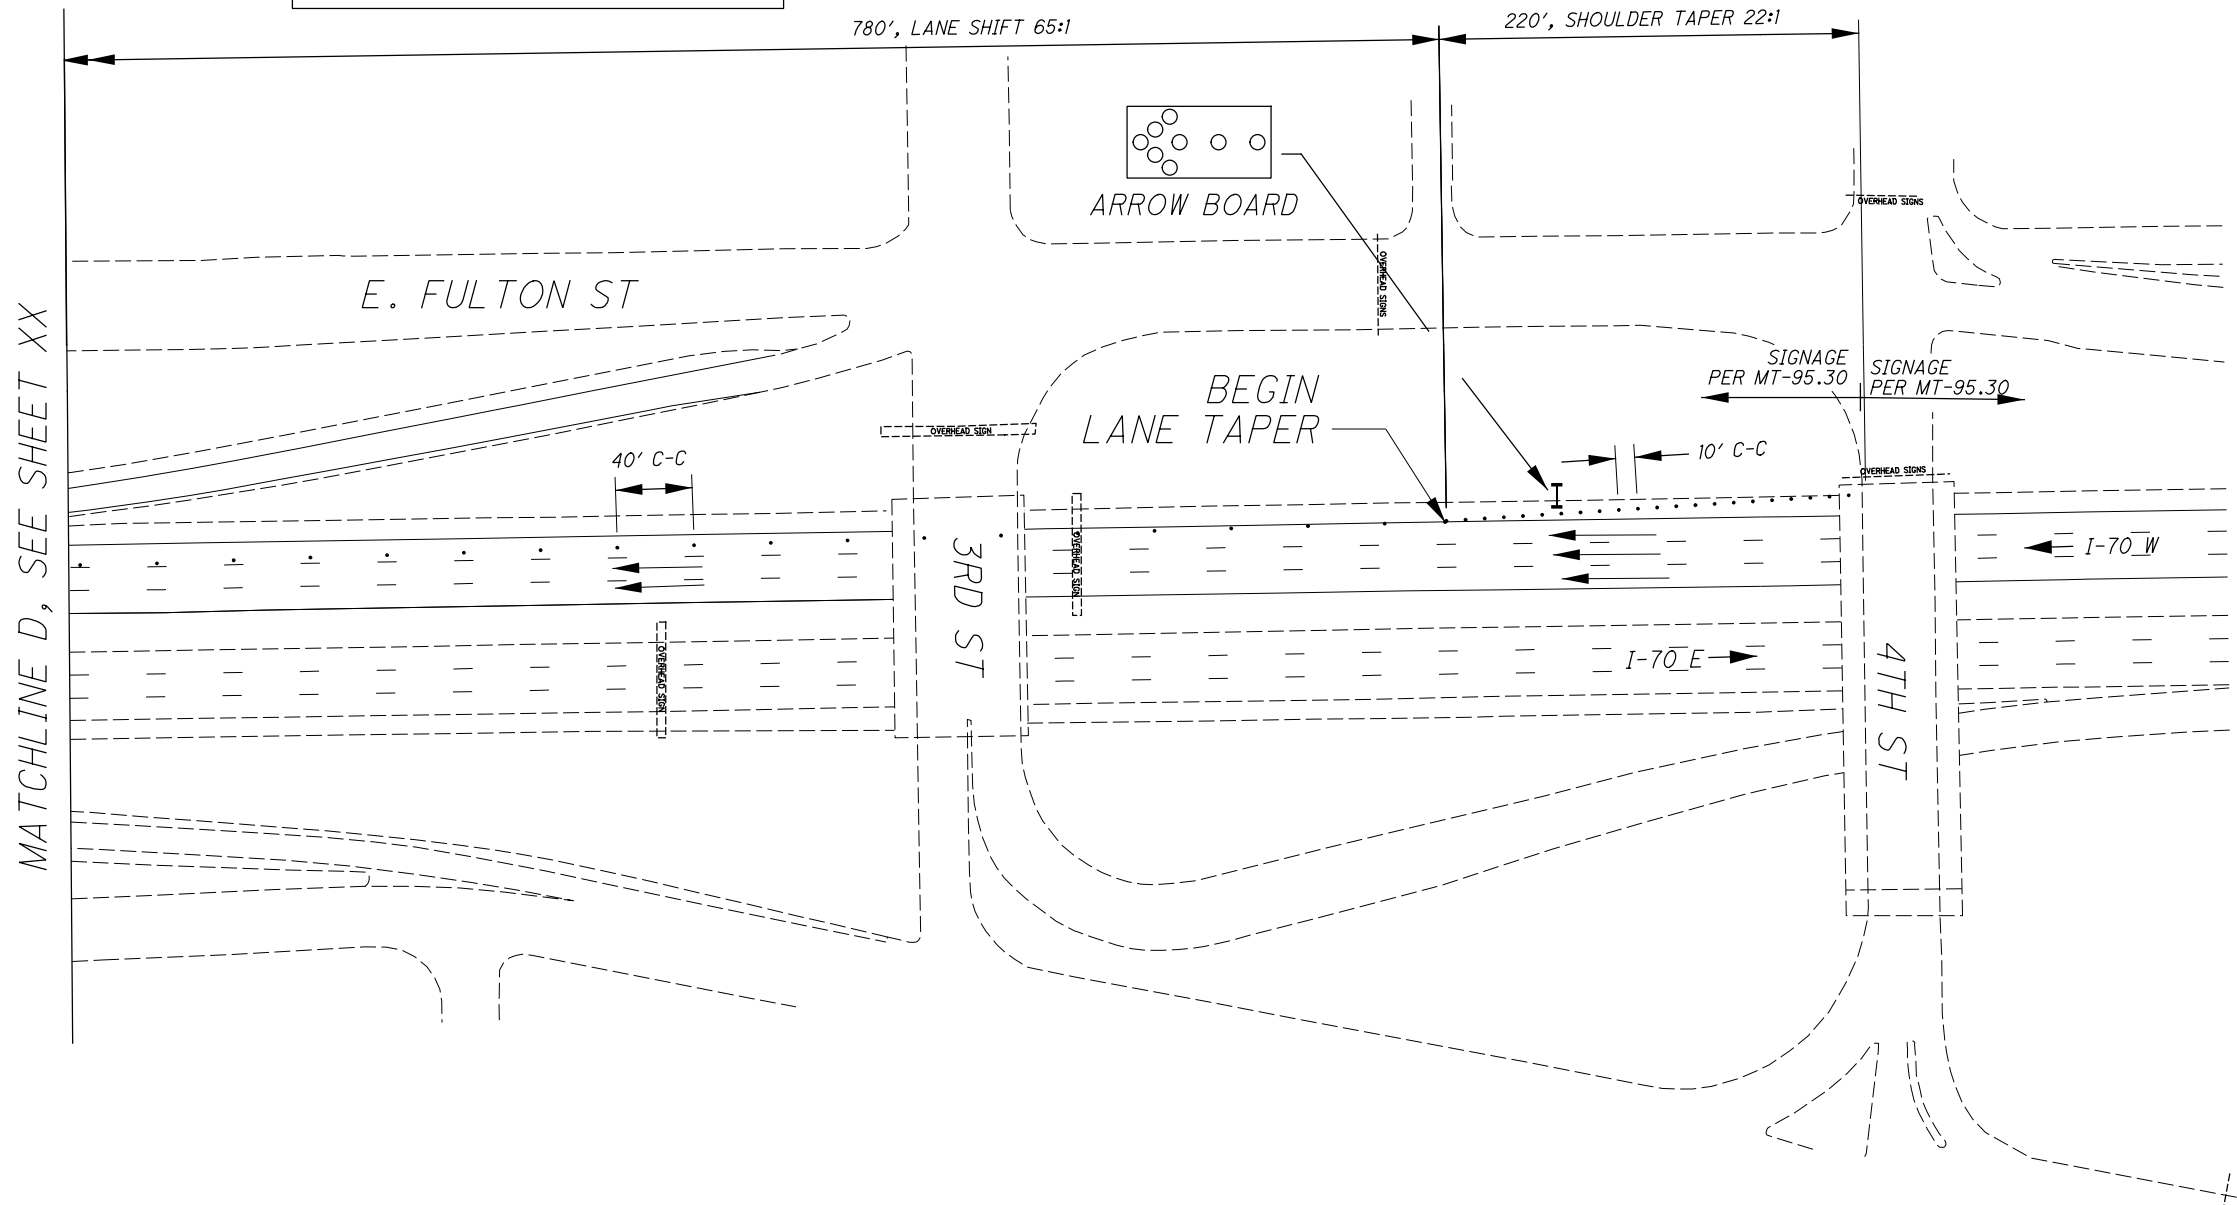 780', LANE SHIFT 65:1
220', SHOULDER TAPER 22:1
ARROW BOARD
OVERHEAD SIGNS
OVERHEAD SIGNS
E. FULTON ST
MATCHLINE D, SEE SHEET XX
SIGNAGE
PER MT-95.30
SIGNAGE
PER MT-95.30
BEGIN
LANE TAPER
OVERHEAD SIGN
40' C-C
10' C-C
OVERHEAD SIGNS
OVERHEAD SIGN
3RD ST
I-70 W
OVERHEAD SIGN
I-70 E
4TH ST